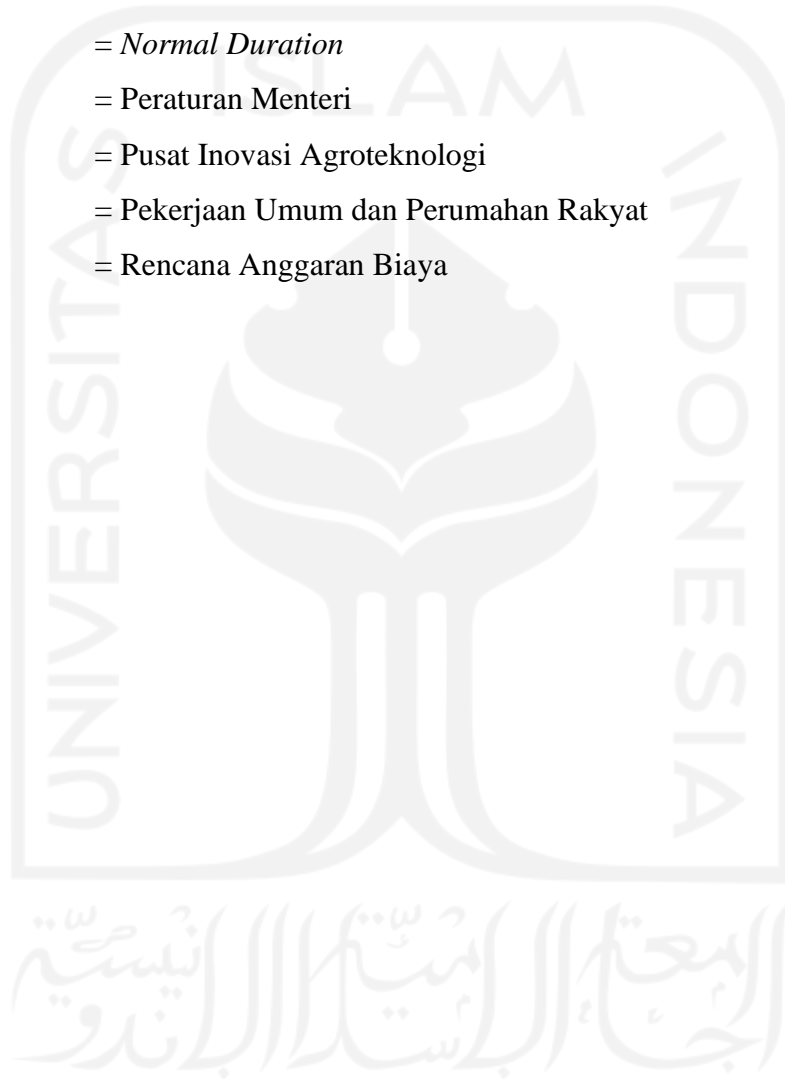 = Normal Duration
= Peraturan Menteri
= Pusat Inovasi Agroteknologi
= Pekerjaan Umum dan Perumahan Rakyat
= Rencana Anggaran Biaya
ISLAM
UNIVERSITAS
INDONESIA